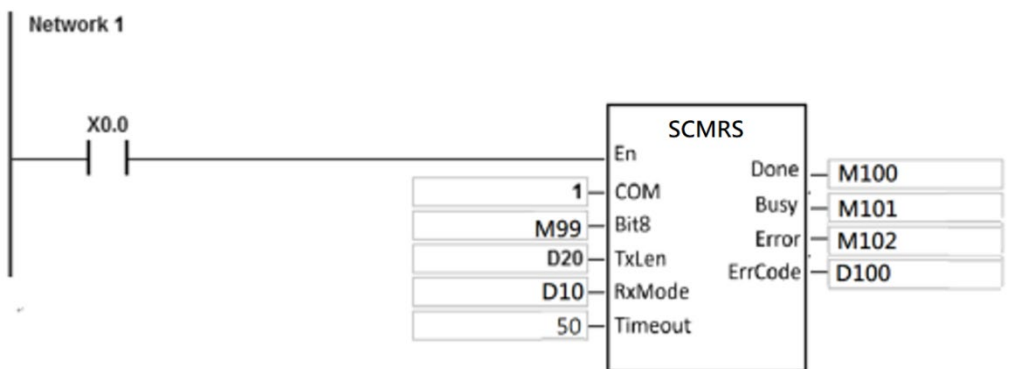 Network 1
X0.0
SCMRS
En
Done M100
1 COM
Busy M101
M99 Bit8
Error M102
D20 TxLen
ErrCode D100
D10 RxMode
50 Timeout